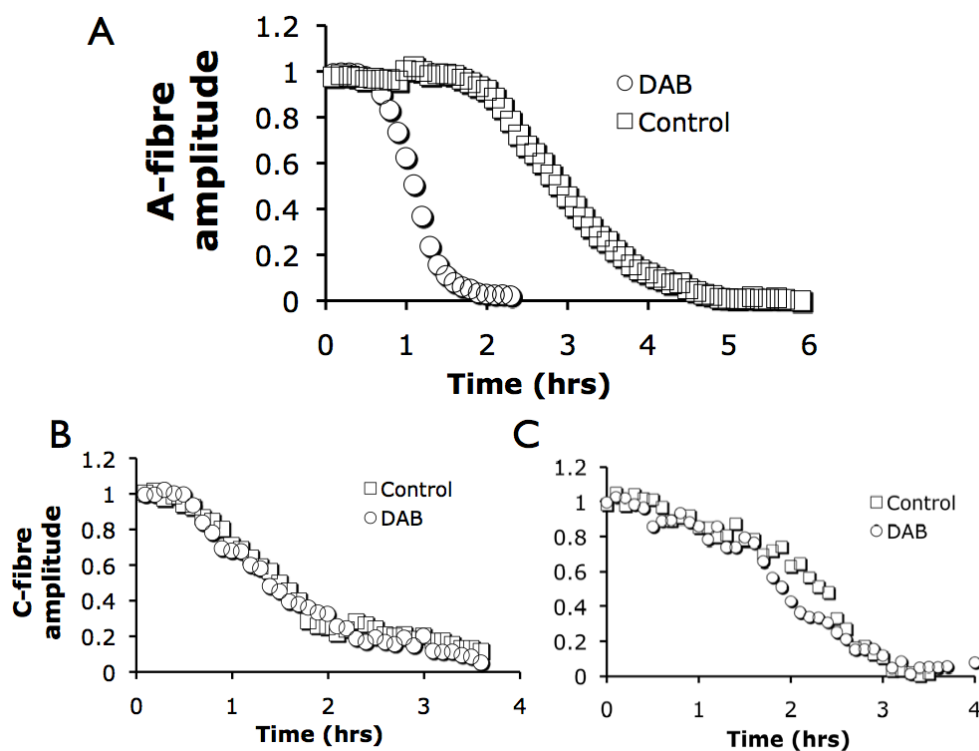 A
1.2
1
0.8
0.6
0.4
0.2
0
A-fibre
amplitude
DAB
Control
0 1 2 3 4 5 6
Time (hrs)
B
1.2
1
0.8
0.6
0.4
0.2
0
C-fibre
amplitude
Control
DAB
0 1 2 3 4
Time (hrs)
C
1.2
1
0.8
0.6
0.4
0.2
0
Control
DAB
0 1 2 3 4
Time (hrs)